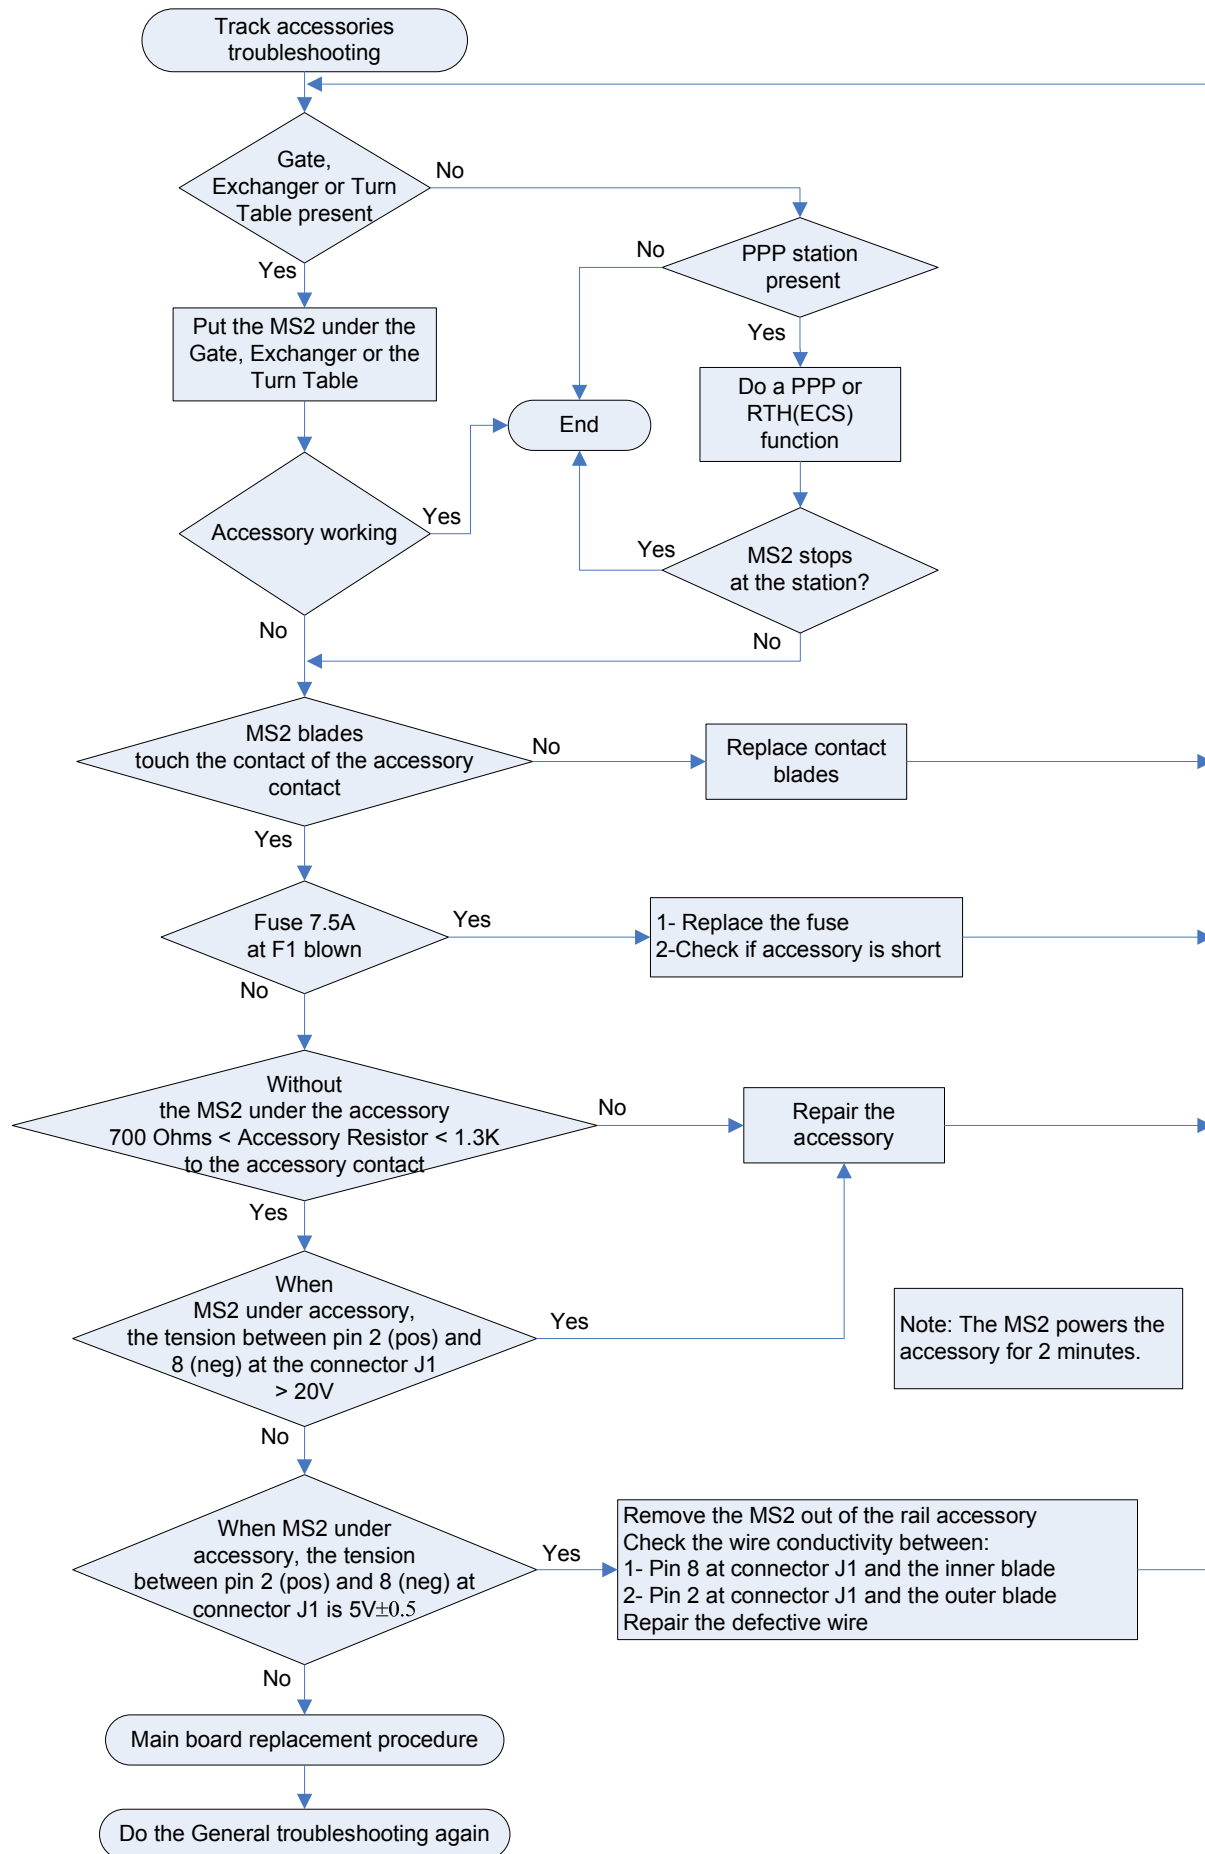 Track accessories
troubleshooting
Gate,
Exchanger or Turn
Table present
No
Yes
PPP station
present
No
Yes
Put the MS2 under the
Gate, Exchanger or the
Turn Table
Do a PPP or
RTH(ECS)
function
End
Accessory working
Yes
No
MS2 stops
at the station?
Yes
No
MS2 blades
touch the contact of the accessory
contact
No
Yes
Replace contact
blades
Fuse 7.5A
at F1 blown
Yes
No
1- Replace the fuse
2-Check if accessory is short
Without
the MS2 under the accessory
700 Ohms < Accessory Resistor < 1.3K
to the accessory contact
No
Yes
Repair the
accessory
When
MS2 under accessory,
the tension between pin 2 (pos) and
8 (neg) at the connector J1
> 20V
Yes
No
Note: The MS2 powers the
accessory for 2 minutes.
When MS2 under
accessory, the tension
between pin 2 (pos) and 8 (neg) at
connector J1 is 5V±0.5
Yes
No
Remove the MS2 out of the rail accessory
Check the wire conductivity between:
1- Pin 8 at connector J1 and the inner blade
2- Pin 2 at connector J1 and the outer blade
Repair the defective wire
Main board replacement procedure
Do the General troubleshooting again